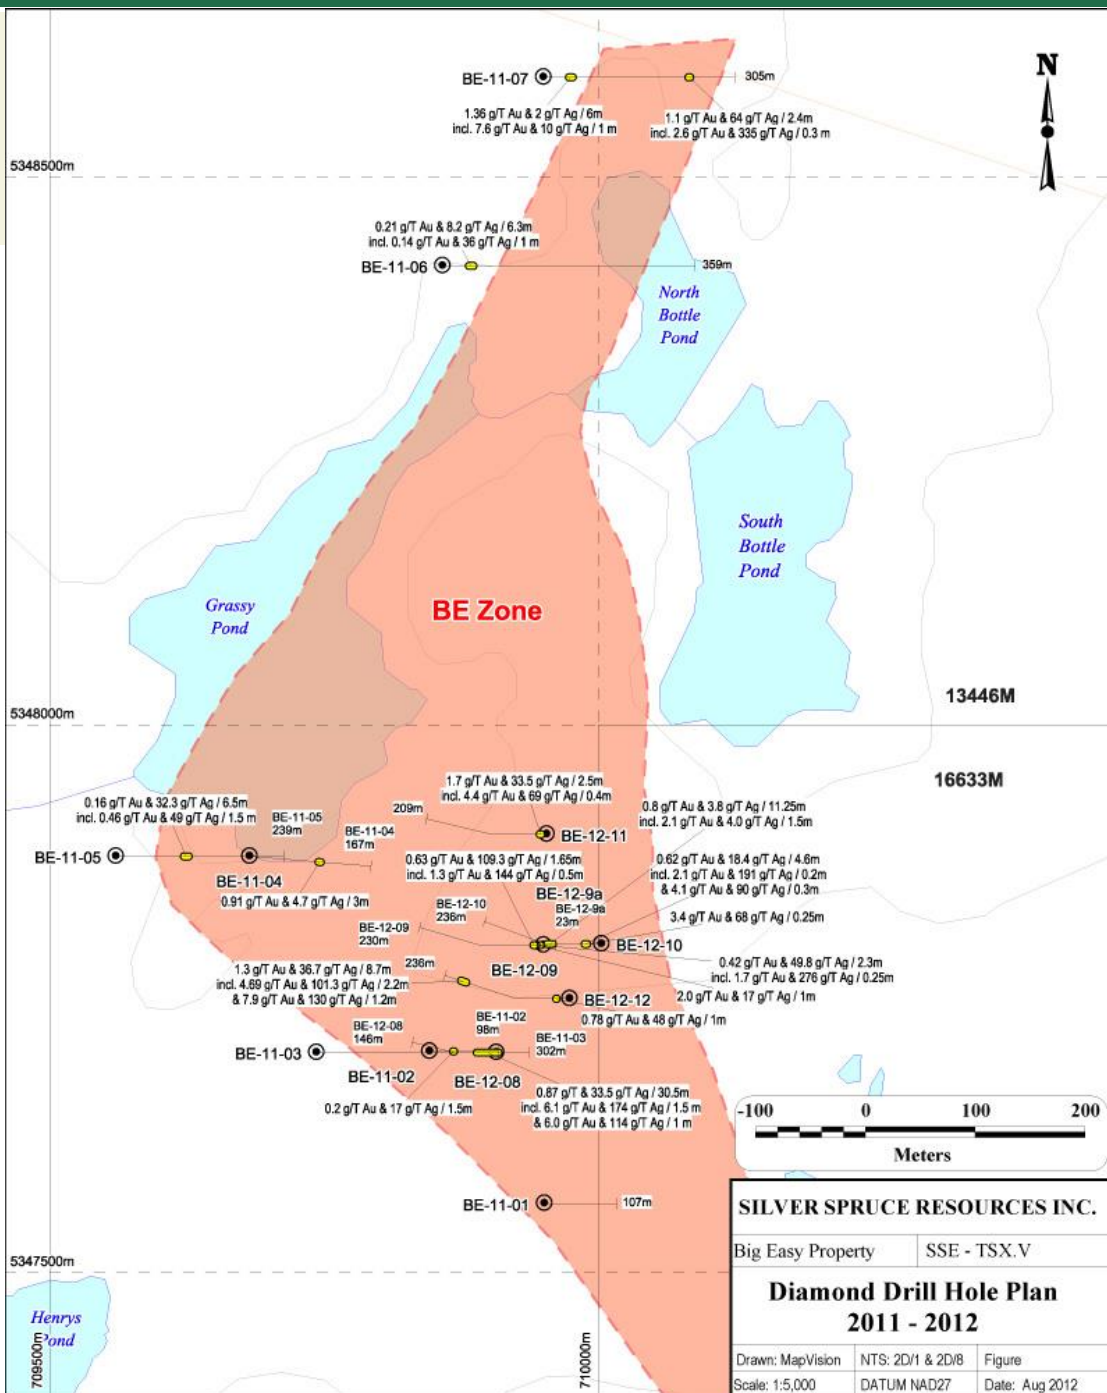 N
BE-11-07
305m
1.36 g/T Au & 2 g/T Ag / 6m
incl. 7.6 g/T Au & 10 g/T Ag / 1 m
1.1 g/T Au & 64 g/T Ag / 2.4m
incl. 2.6 g/T Au & 335 g/T Ag / 0.3 m
5348500m
0.21 g/T Au & 8.2 g/T Ag / 6.3m
incl. 0.14 g/T Au & 36 g/T Ag / 1 m
BE-11-06
359m
North
Bottle
Pond
South
Bottle
Pond
Grassy
Pond
BE Zone
13446M
5348000m
16633M
1.7 g/T Au & 33.5 g/T Ag / 2.5m
incl. 4.4 g/T Au & 69 g/T Ag / 0.4m
0.16 g/T Au & 32.3 g/T Ag / 6.5m
incl. 0.46 g/T Au & 49 g/T Ag / 1.5 m
BE-11-05
239m
BE-11-04
167m
209m
BE-12-11
0.8 g/T Au & 3.8 g/T Ag / 11.25m
incl. 2.1 g/T Au & 4.0 g/T Ag / 1.5m
BE-11-05
BE-11-04
0.91 g/T Au & 4.7 g/T Ag / 3m
0.63 g/T Au & 109.3 g/T Ag / 1.65m
incl. 1.3 g/T Au & 144 g/T Ag / 0.5m
0.62 g/T Au & 18.4 g/T Ag / 4.6m
incl. 2.1 g/T Au & 191 g/T Ag / 0.2m
& 4.1 g/T Au & 90 g/T Ag / 0.3m
BE-12-9a
BE-12-10
236m
BE-12-9a
23m
3.4 g/T Au & 68 g/T Ag / 0.25m
BE-12-09
230m
BE-12-10
BE-12-09
0.42 g/T Au & 49.8 g/T Ag / 2.3m
incl. 1.7 g/T Au & 276 g/T Ag / 0.25m
236m
1.3 g/T Au & 36.7 g/T Ag / 8.7m
incl. 4.69 g/T Au & 101.3 g/T Ag / 2.2m
& 7.9 g/T Au & 130 g/T Ag / 1.2m
2.0 g/T Au & 17 g/T Ag / 1m
BE-12-12
0.78 g/T Au & 48 g/T Ag / 1m
BE-12-08
146m
BE-11-02
98m
BE-11-03
302m
BE-11-03
BE-11-02
BE-12-08
0.87 g/T & 33.5 g/T Ag / 30.5m
incl. 6.1 g/T Au & 174 g/T Ag / 1.5 m
& 6.0 g/T Au & 114 g/T Ag / 1 m
0.2 g/T Au & 17 g/T Ag / 1.5m
-100 0 100 200
Meters
BE-11-01
107m
5347500m
Henrys
Pond
709500m
710000m
SILVER SPRUCE RESOURCES INC.
Big Easy Property SSE - TSX.V
Diamond Drill Hole Plan
2011 - 2012
Drawn: MapVision NTS: 2D/1 & 2D/8 Figure
Scale: 1:5,000 DATUM NAD27 Date: Aug 2012